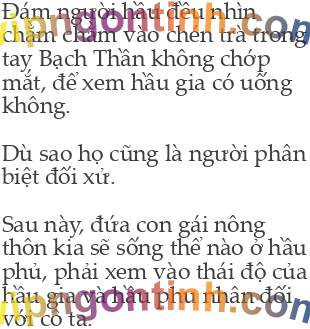 Đám người hầu đều nhìn
chằm chằm vào chén trà trong
tay Bạch Thần không chớp
mắt, để xem hầu gia có uống
không.
Dù sao họ cũng là người phân
biệt đối xử.
Sau này, đứa con gái nông
thôn kia sẽ sống thế nào ở hầu
phủ, phải xem vào thái độ của
hầu gia và hầu phu nhân đối
với cô ta.